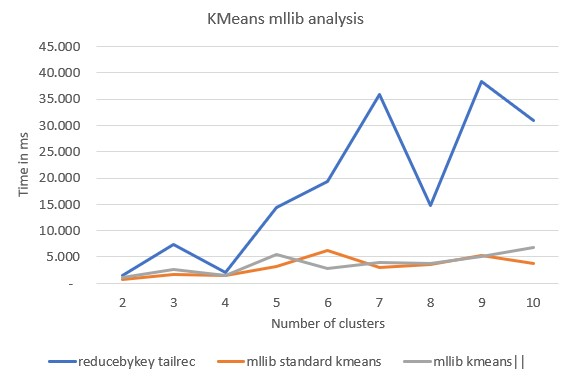 KMeans mllib analysis
45.000
40.000
35.000
30.000
25.000
20.000
15.000
10.000
5.000
-
Time in ms
2 3 4 5 6 7 8 9 10
Number of clusters
reducebykey tailrec mllib standard kmeans mllib kmeans||